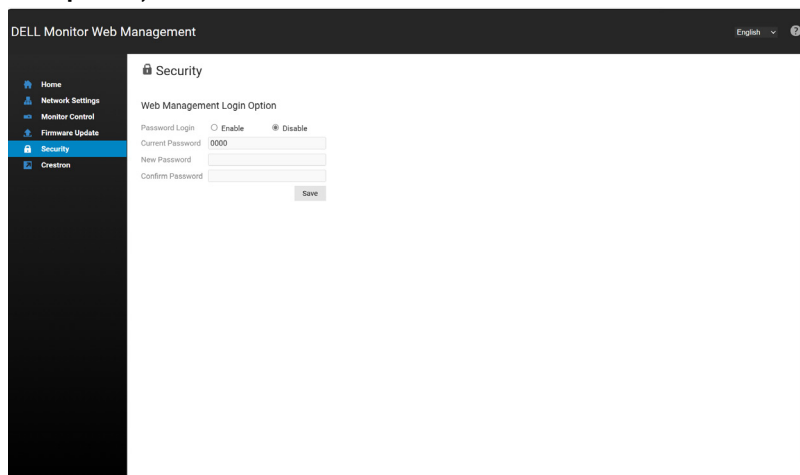 DELL Monitor Web Management
English
Home
Network Settings
Monitor Control
Firmware Update
Security
Crestron
Security
Web Management Login Option
Password Login Enable Disable
Current Password 0000
New Password
Confirm Password
Save